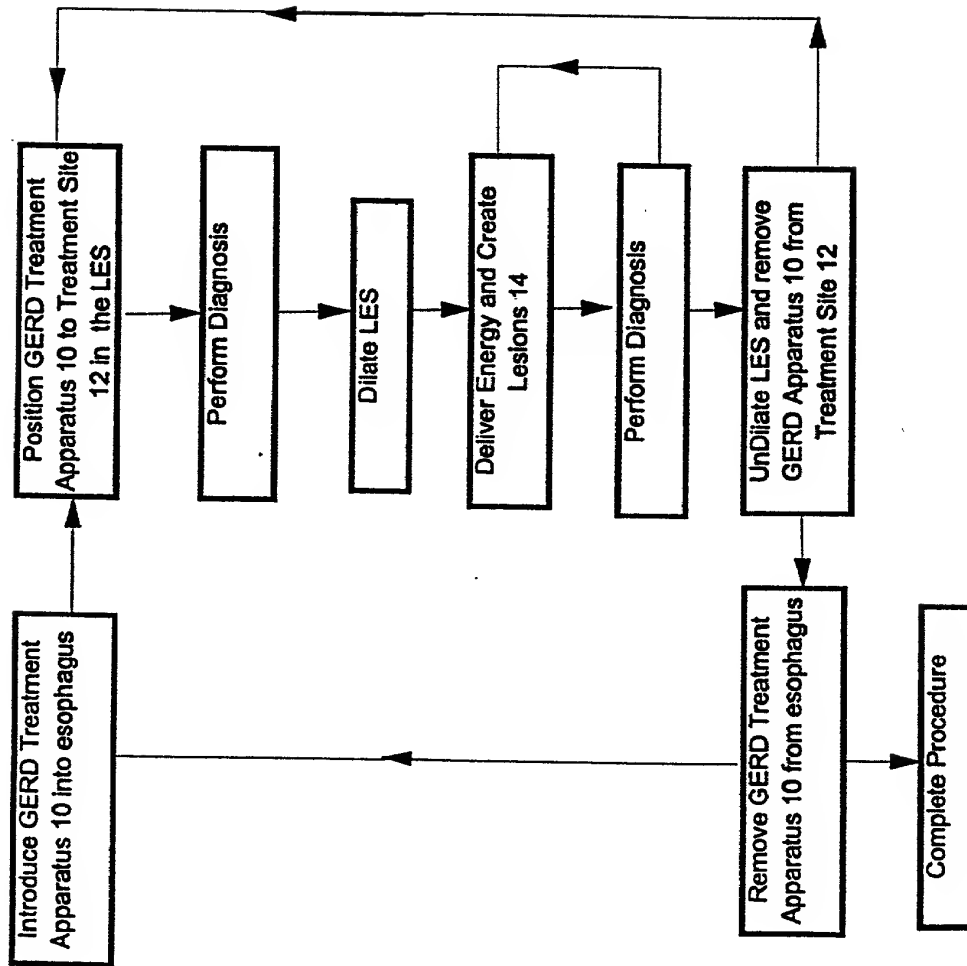 Introduce GERD Treatment
Apparatus 10 into esophagus
Position GERD Treatment
Apparatus 10 to Treatment Site
12 in the LES
Perform Diagnosis
Dilate LES
Deliver Energy and Create
Lesions 14
Perform Diagnosis
UnDilate LES and remove
GERD Apparatus 10 from
Treatment Site 12
Remove GERD Treatment
Apparatus 10 from esophagus
Complete Procedure